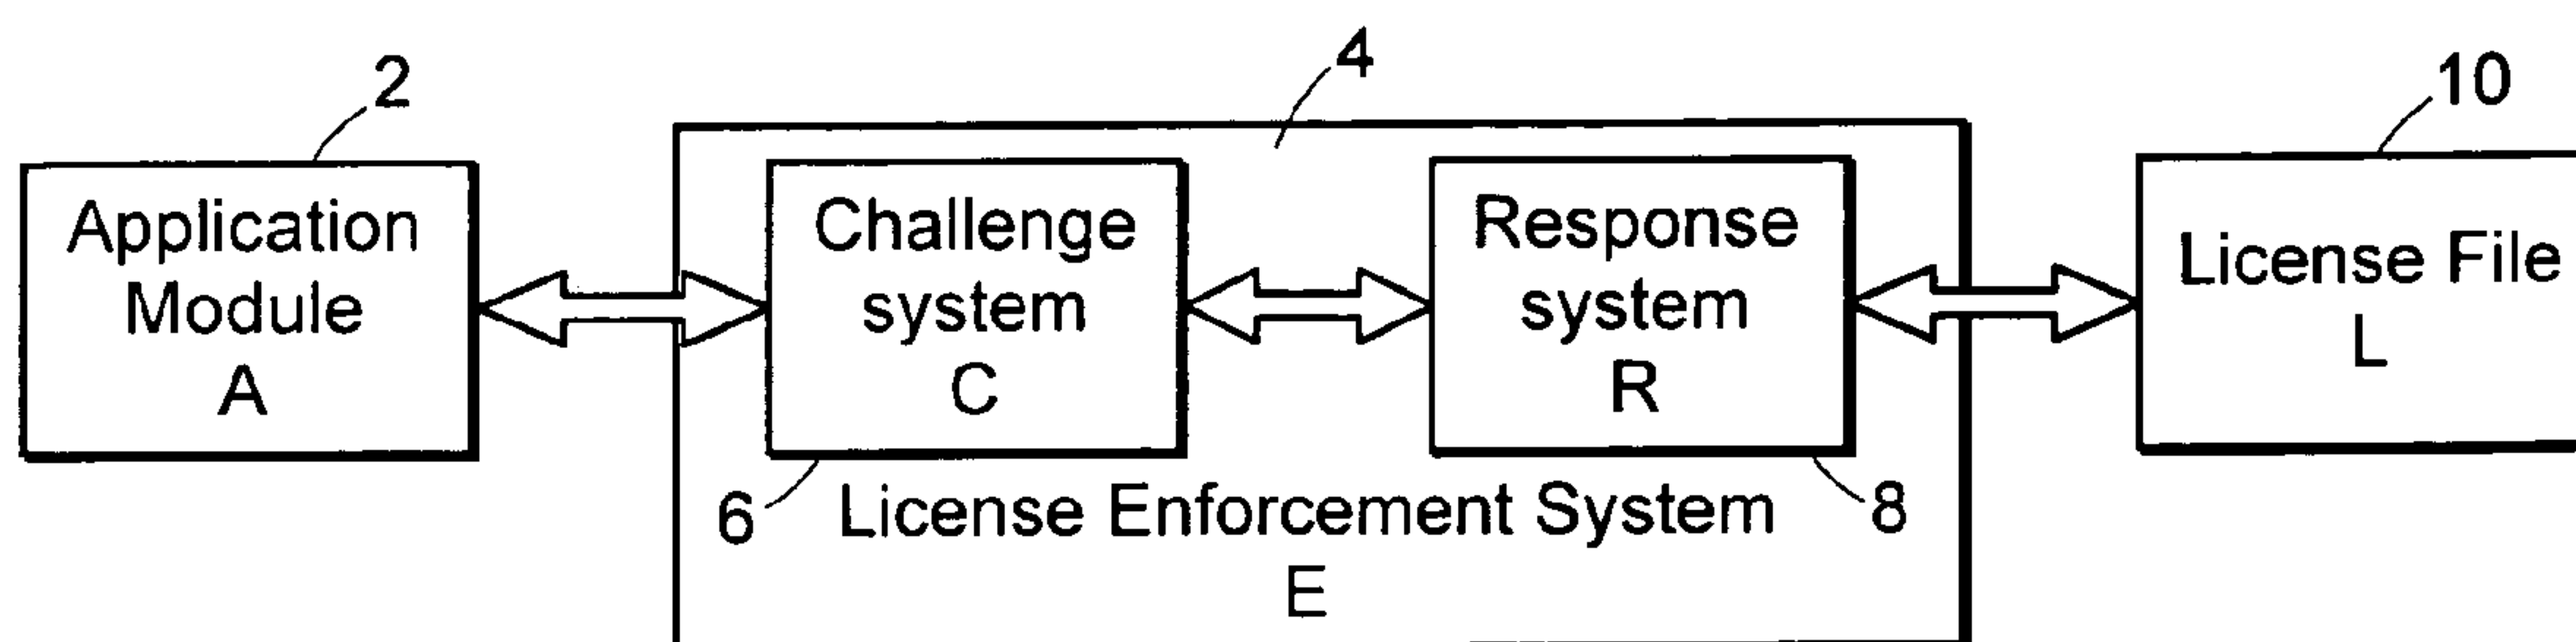 2
4
10
Application
Module
A
Challenge
system
C
Response
system
R
License File
L
6
8
License Enforcement System
E